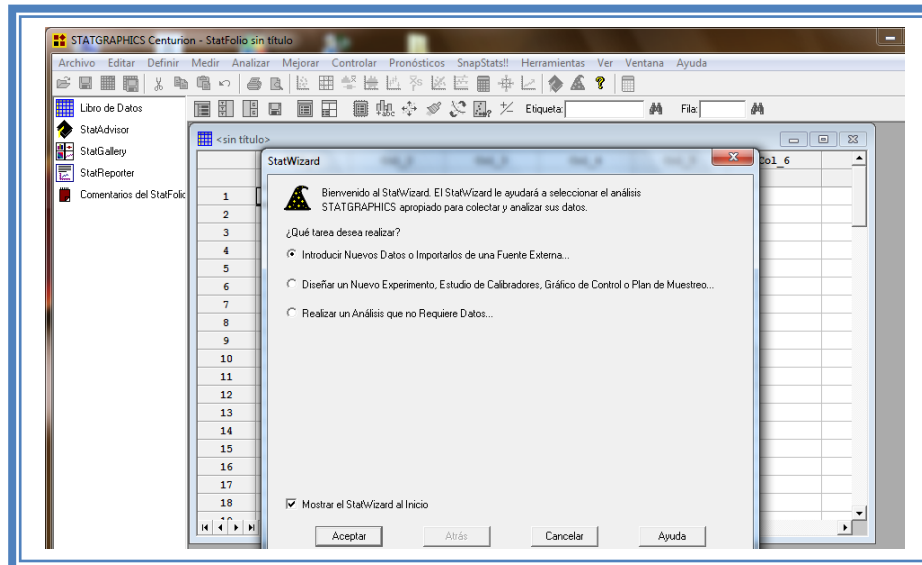 STATGRAPHICS Centurion - StatFolio sin título
Archivo Editar Definir Medir Analizar Mejorar Controlar Pronósticos SnapStats!! Herramientas Ver Ventana Ayuda
Etiqueta: Fila:
Libro de Datos
StatAdvisor
StatGallery
StatReporter
Comentarios del StatFolio
<sin título>
Col_6
StatWizard
Bienvenido al StatWizard. El StatWizard le ayudará a seleccionar el análisis
STATGRAPHICS apropiado para colectar y analizar sus datos.
¿Qué tarea desea realizar?
Introducir Nuevos Datos o Importarlos de una Fuente Externa...
Diseñar un Nuevo Experimento, Estudio de Calibradores, Gráfico de Control o Plan de Muestreo...
Realizar un Análisis que no Requiere Datos...
Mostrar el StatWizard al Inicio
Aceptar Atrás Cancelar Ayuda
1
2
3
4
5
6
7
8
9
10
11
12
13
14
15
16
17
18